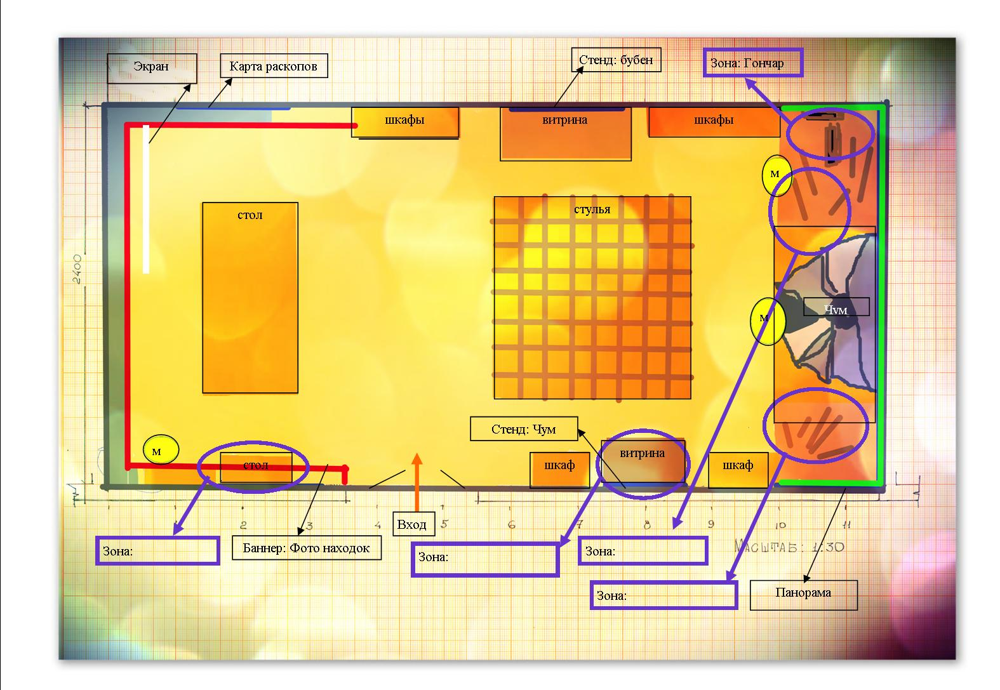 Экран
Карта раскопов
Стенд: бубен
Зона: Гончар
шкафы
витрина
шкафы
м
стол
стулья
2400
Чум
м
Стенд: Чум
м
стол
шкаф
витрина
шкаф
Вход
2 3 4 5 6 7 8 9 10 11
Зона:
Баннер: Фото находок
Зона:
Зона:
МАСШТАБ: 1:30
Зона:
Панорама